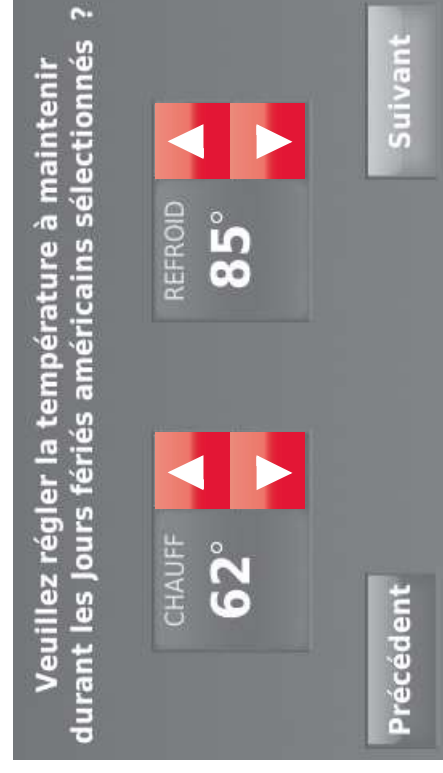 Veuillez régler la température à maintenir
durant les Jours fériés américains sélectionnés ?
CHAUFF
62°
REFROID
85°
Précédent
Suivant